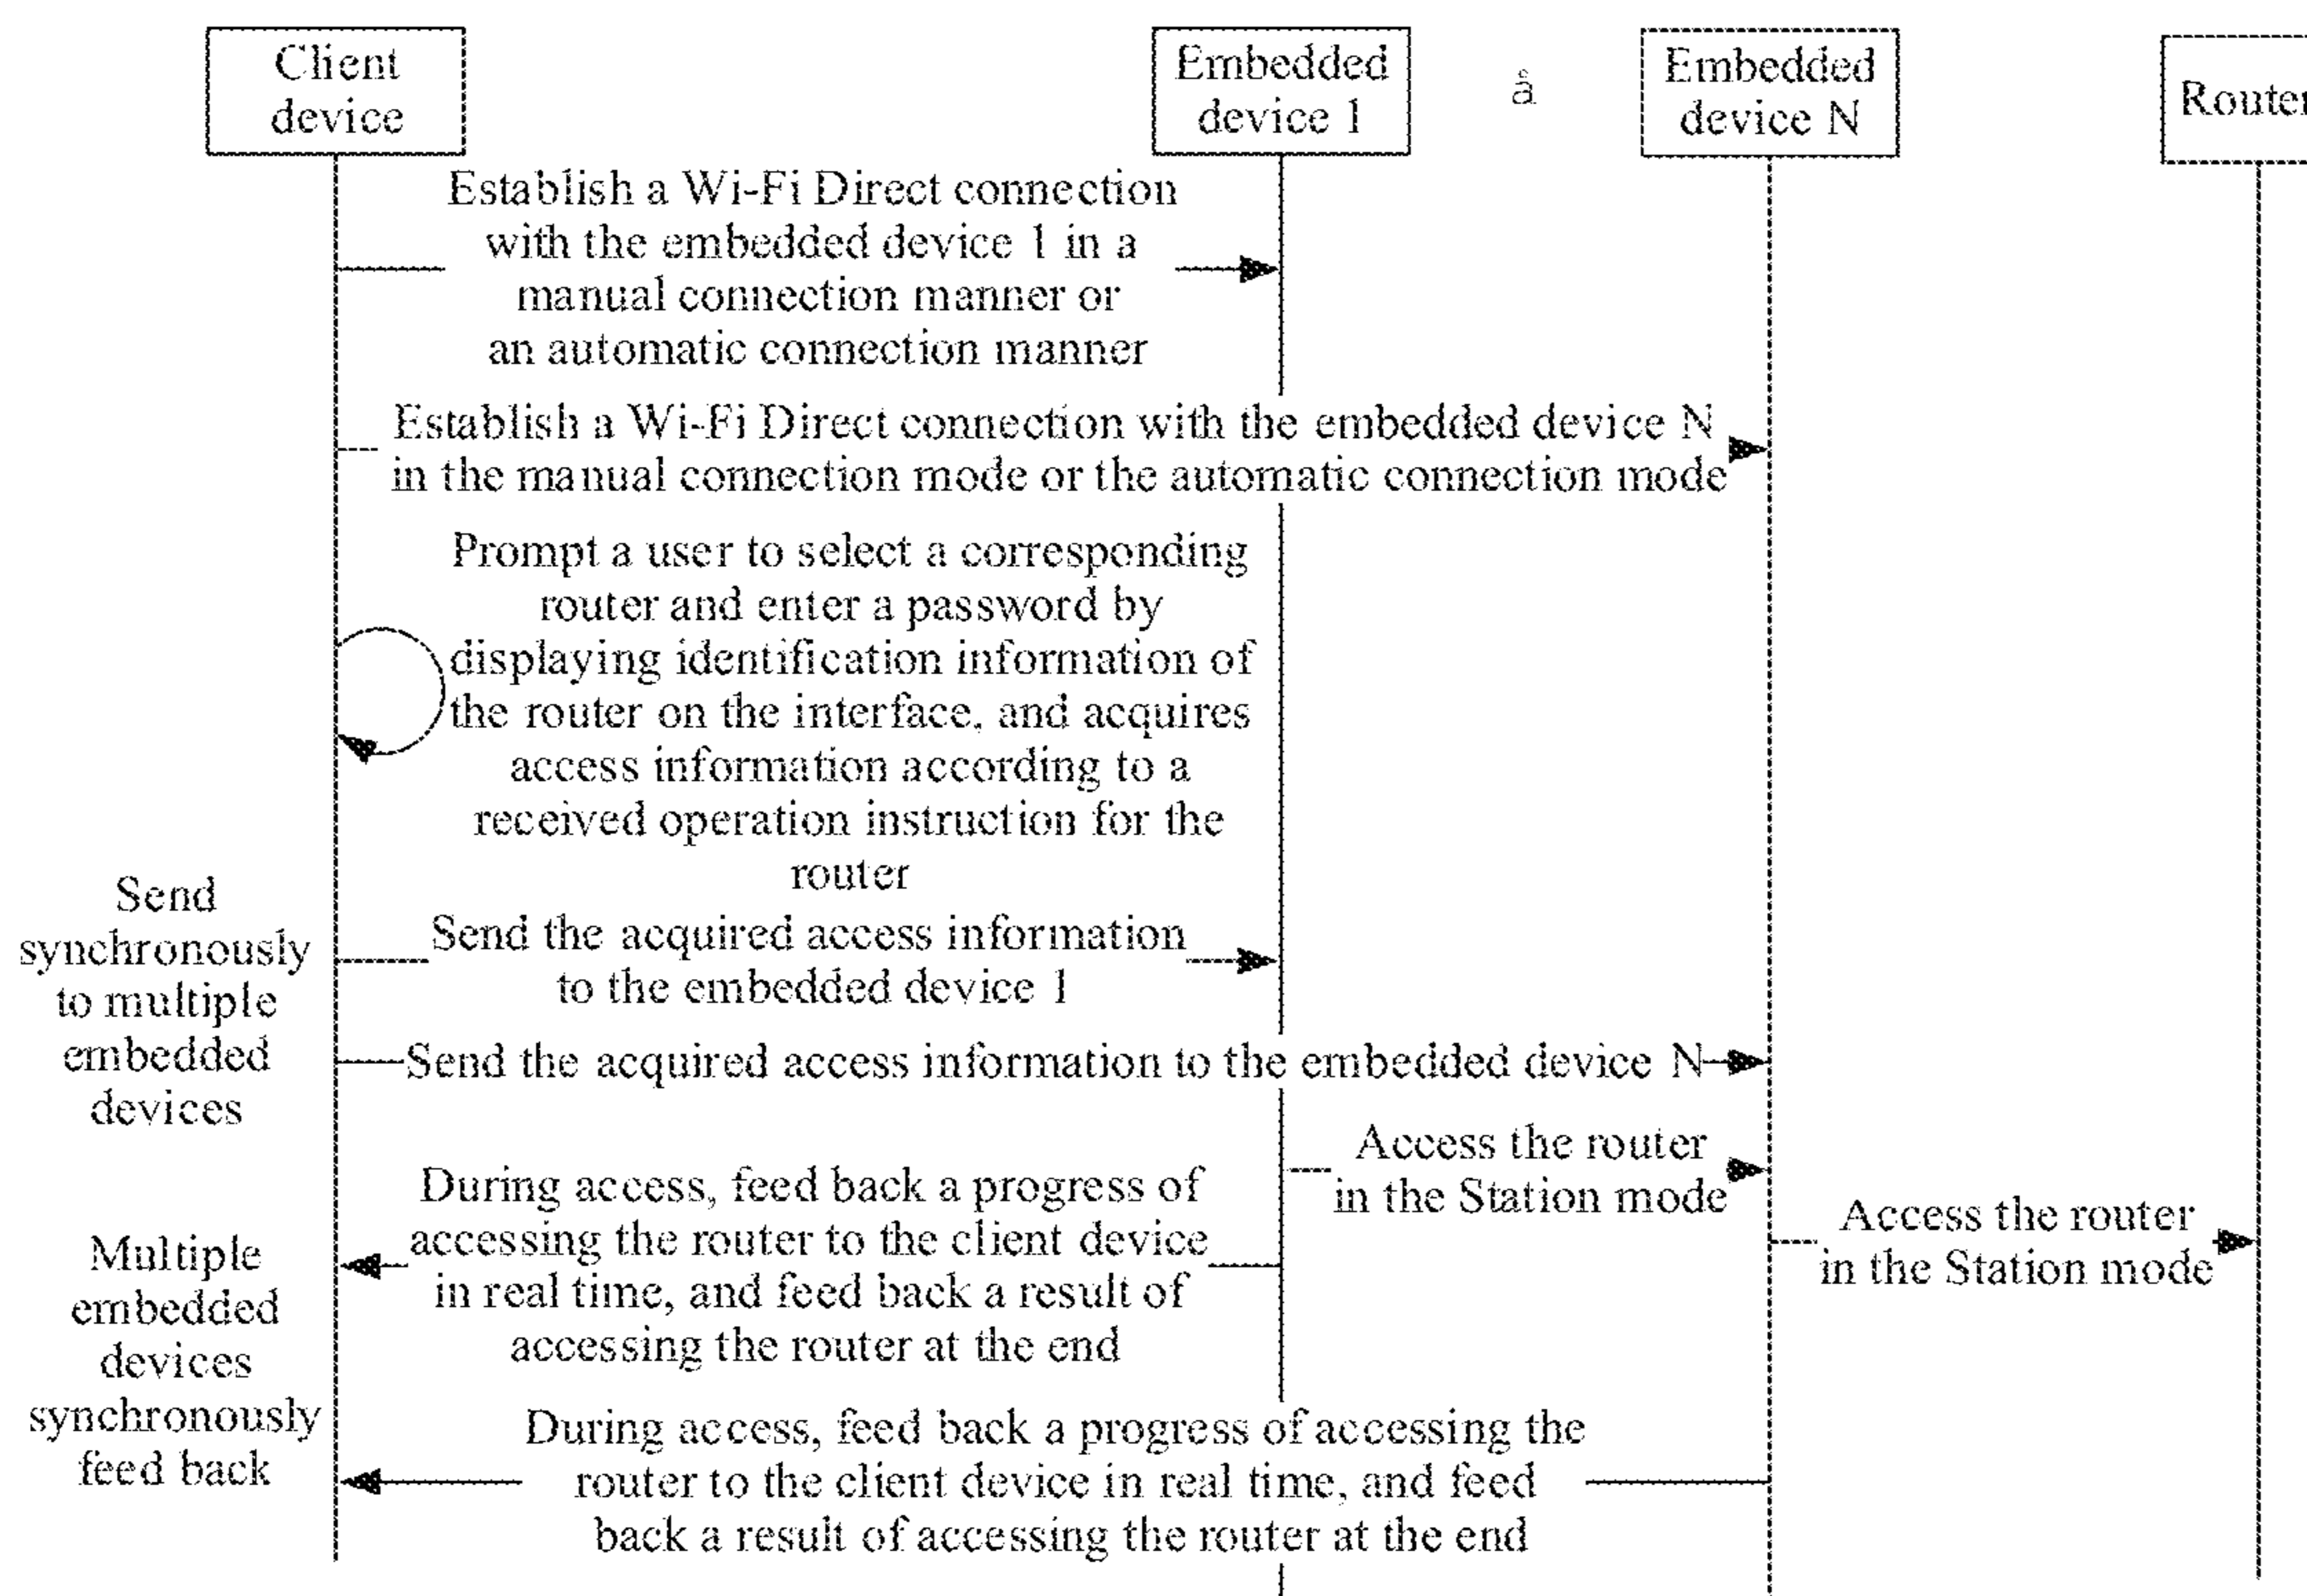 Client
device
Embedded
device 1
å
Embedded
device N
Router
Establish a Wi-Fi Direct connection
with the embedded device 1 in a
manual connection manner or
an automatic connection manner
Establish a Wi-Fi Direct connection with the embedded device N
in the manual connection mode or the automatic connection mode
Prompt a user to select a corresponding
router and enter a password by
displaying identification information of
the router on the interface, and acquires
access information according to a
received operation instruction for the
router
Send
synchronously
to multiple
embedded
devices
Send the acquired access information
to the embedded device 1
Send the acquired access information to the embedded device N
Access the router
in the Station mode
Access the router
in the Station mode
Multiple
embedded
devices
synchronously
feed back
During access, feed back a progress of
accessing the router to the client device
in real time, and feed back a result of
accessing the router at the end
During access, feed back a progress of accessing the
router to the client device in real time, and feed
back a result of accessing the router at the end